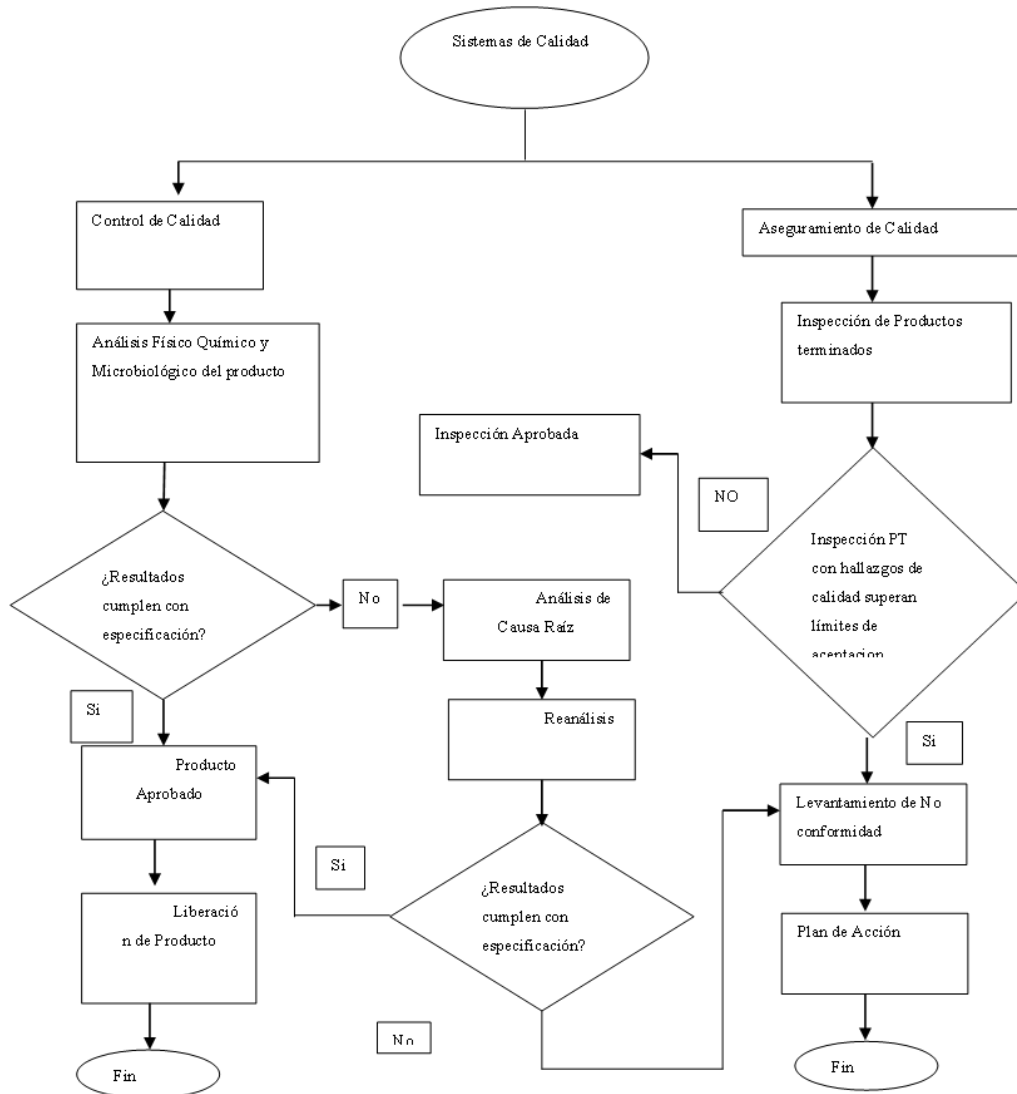 Sistemas de Calidad
Control de Calidad
Aseguramiento de Calidad
Análisis Físico Químico y
Microbiológico del producto
Inspección de Productos
terminados
Inspección Aprobada
NO
Inspección PT
con hallazgos de
calidad superan
límites de
aceptacion
¿Resultados
cumplen con
especificación?
No
Análisis de
Causa Raíz
Si
Reanálisis
Si
Producto
Aprobado
Levantamiento de No
conformidad
Si
¿Resultados
cumplen con
especificación?
Liberació
n de Producto
Plan de Acción
No
Fin
Fin